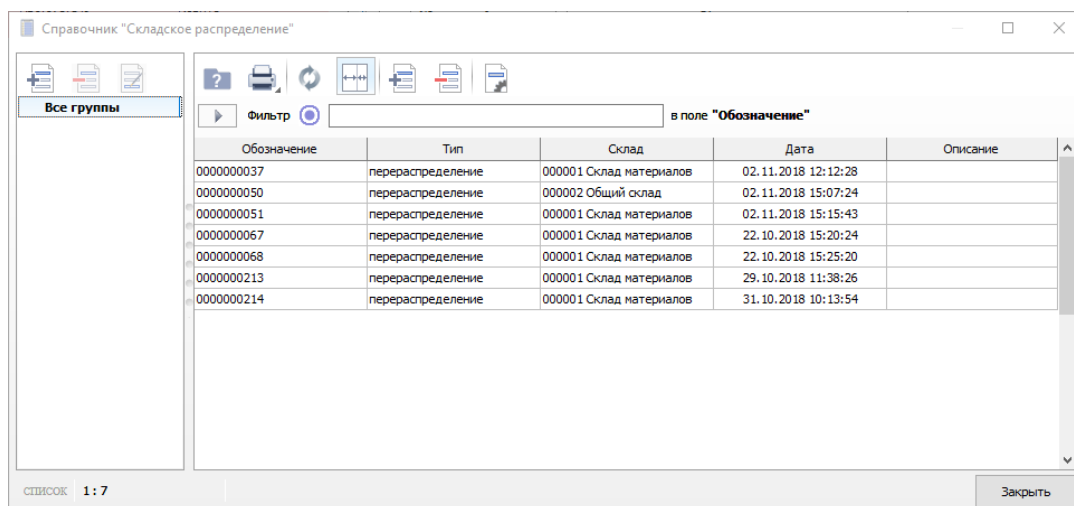 Справочник "Складское распределение"
Все группы
Фильтр в поле "Обозначение"
Обозначение Тип Склад Дата Описание
0000000037 перераспределение 000001 Склад материалов 02.11.2018 12:12:28
0000000050 перераспределение 000002 Общий склад 02.11.2018 15:07:24
0000000051 перераспределение 000001 Склад материалов 02.11.2018 15:15:43
0000000067 перераспределение 000001 Склад материалов 22.10.2018 15:20:24
0000000068 перераспределение 000001 Склад материалов 22.10.2018 15:25:20
0000000213 перераспределение 000001 Склад материалов 29.10.2018 11:38:26
0000000214 перераспределение 000001 Склад материалов 31.10.2018 10:13:54
список 1:7
Закрыть